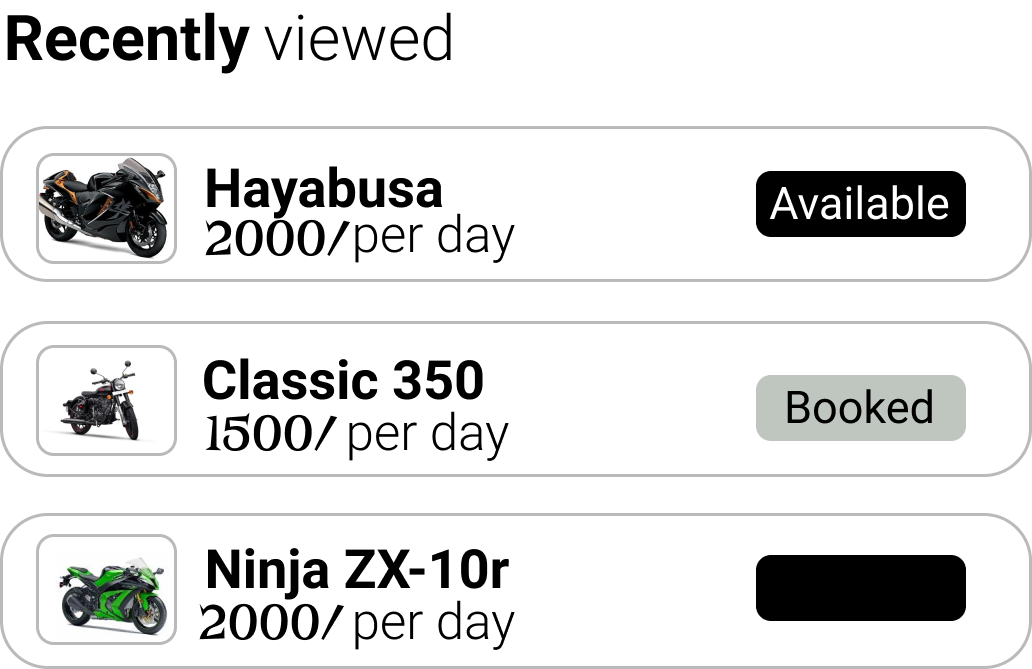 Recently viewed
Hayabusa
2000/per day
Available
Classic 350
1500/ per day
Booked
Ninja ZX-10r
2000/ per day